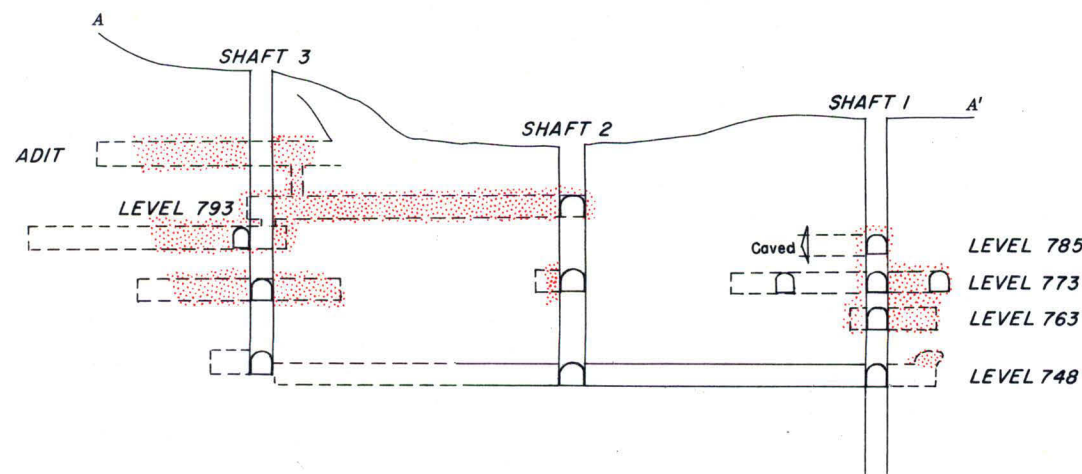 A
SHAFT 3
SHAFT 1
A'
SHAFT 2
ADIT
LEVEL 793
Caved
LEVEL 785
LEVEL 773
LEVEL 763
LEVEL 748